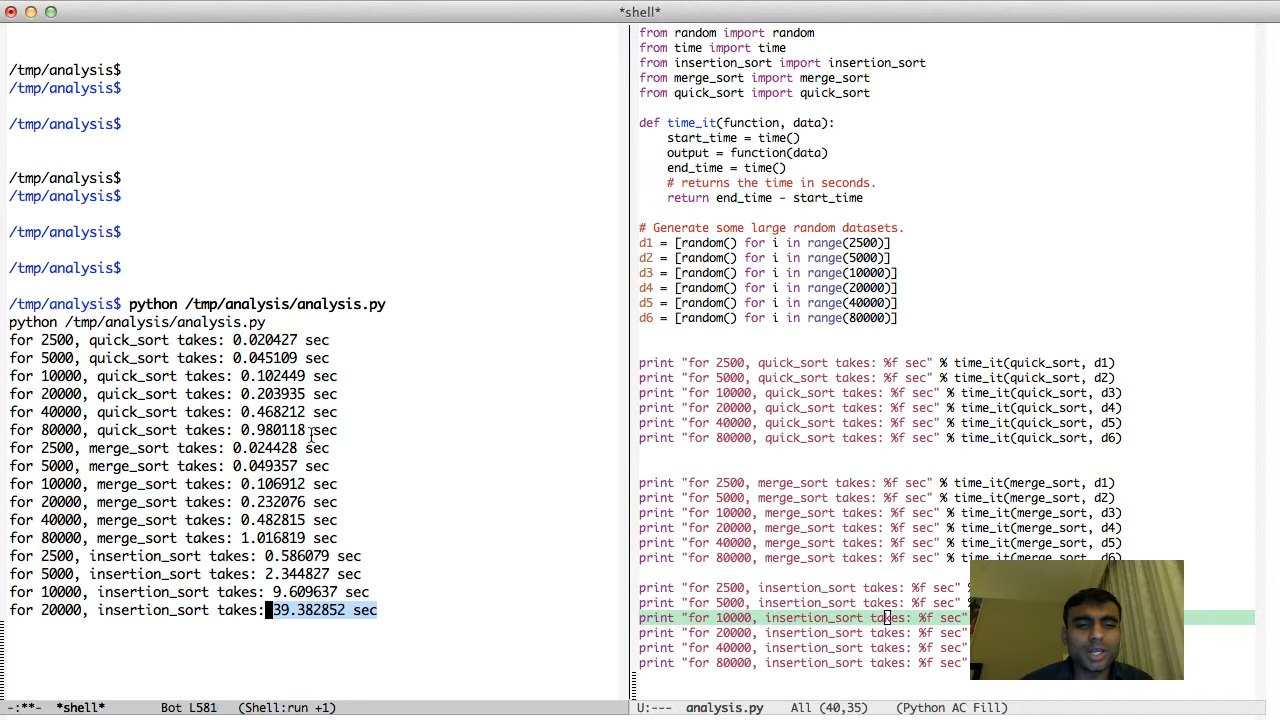 *shell*
/tmp/analysis$
/tmp/analysis$
/tmp/analysis$
/tmp/analysis$
/tmp/analysis$
/tmp/analysis$
/tmp/analysis$
/tmp/analysis$ python /tmp/analysis/analysis.py
python /tmp/analysis/analysis.py
for 2500, quick_sort takes: 0.020427 sec
for 5000, quick_sort takes: 0.045109 sec
for 10000, quick_sort takes: 0.102449 sec
for 20000, quick_sort takes: 0.203935 sec
for 40000, quick_sort takes: 0.468212 sec
for 80000, quick_sort takes: 0.980118 sec
for 2500, merge_sort takes: 0.024428 sec
for 5000, merge_sort takes: 0.049357 sec
for 10000, merge_sort takes: 0.106912 sec
for 20000, merge_sort takes: 0.232076 sec
for 40000, merge_sort takes: 0.482815 sec
for 80000, merge_sort takes: 1.016819 sec
for 2500, insertion_sort takes: 0.586079 sec
for 5000, insertion_sort takes: 2.344827 sec
for 10000, insertion_sort takes: 9.609637 sec
for 20000, insertion_sort takes: 39.382852 sec
-:**- *shell* Bot L581 (Shell:run +1)
from random import random
from time import time
from insertion_sort import insertion_sort
from merge_sort import merge_sort
from quick_sort import quick_sort
def time_it(function, data):
start_time = time()
output = function(data)
end_time = time()
# returns the time in seconds.
return end_time - start_time
# Generate some large random datasets.
d1 = [random() for i in range(2500)]
d2 = [random() for i in range(5000)]
d3 = [random() for i in range(10000)]
d4 = [random() for i in range(20000)]
d5 = [random() for i in range(40000)]
d6 = [random() for i in range(80000)]
print "for 2500, quick_sort takes: %f sec" % time_it(quick_sort, d1)
print "for 5000, quick_sort takes: %f sec" % time_it(quick_sort, d2)
print "for 10000, quick_sort takes: %f sec" % time_it(quick_sort, d3)
print "for 20000, quick_sort takes: %f sec" % time_it(quick_sort, d4)
print "for 40000, quick_sort takes: %f sec" % time_it(quick_sort, d5)
print "for 80000, quick_sort takes: %f sec" % time_it(quick_sort, d6)
print "for 2500, merge_sort takes: %f sec" % time_it(merge_sort, d1)
print "for 5000, merge_sort takes: %f sec" % time_it(merge_sort, d2)
print "for 10000, merge_sort takes: %f sec" % time_it(merge_sort, d3)
print "for 20000, merge_sort takes: %f sec" % time_it(merge_sort, d4)
print "for 40000, merge_sort takes: %f sec" % time_it(merge_sort, d5)
print "for 80000, merge_sort takes: %f sec" % time_it(merge_sort, d6)
print "for 2500, insertion_sort takes: %f sec" %
print "for 5000, insertion_sort takes: %f sec" %
print "for 10000, insertion_sort takes: %f sec"
print "for 20000, insertion_sort takes: %f sec"
print "for 40000, insertion_sort takes: %f sec"
print "for 80000, insertion_sort takes: %f sec"
U:--- analysis.py All (40,35) (Python AC Fill)